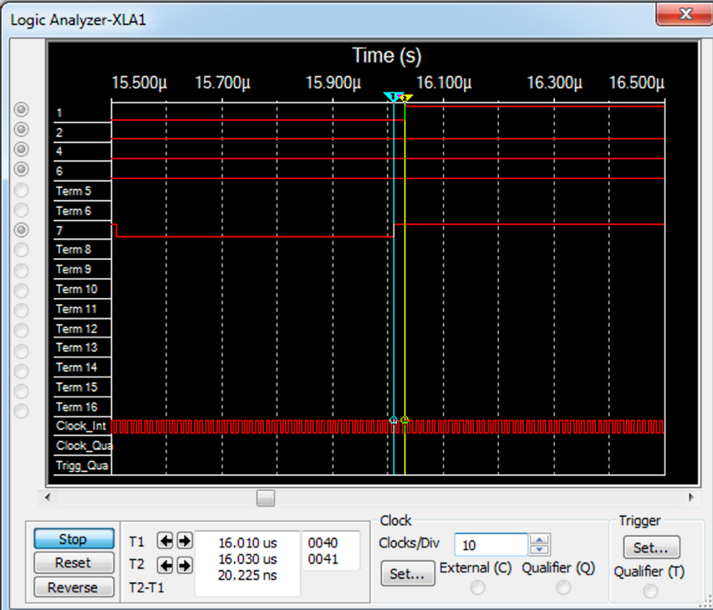 Logic Analyzer-XLA1
Time (s)
15.500µ 15.700µ 15.900µ 16.100µ 16.300µ 16.500µ
1
2
4
6
Term 5
Term 6
7
Term 8
Term 9
Term 10
Term 11
Term 12
Term 13
Term 14
Term 15
Term 16
Clock_Int
Clock_Qua
Trigg_Qua
Stop
Reset
Reverse
T1 16.010 us 0040
T2 16.030 us 0041
T2-T1 20.225 ns
Clock
Clocks/Div 10
Set... External (C) Qualifier (Q)
Trigger
Set...
Qualifier (T)